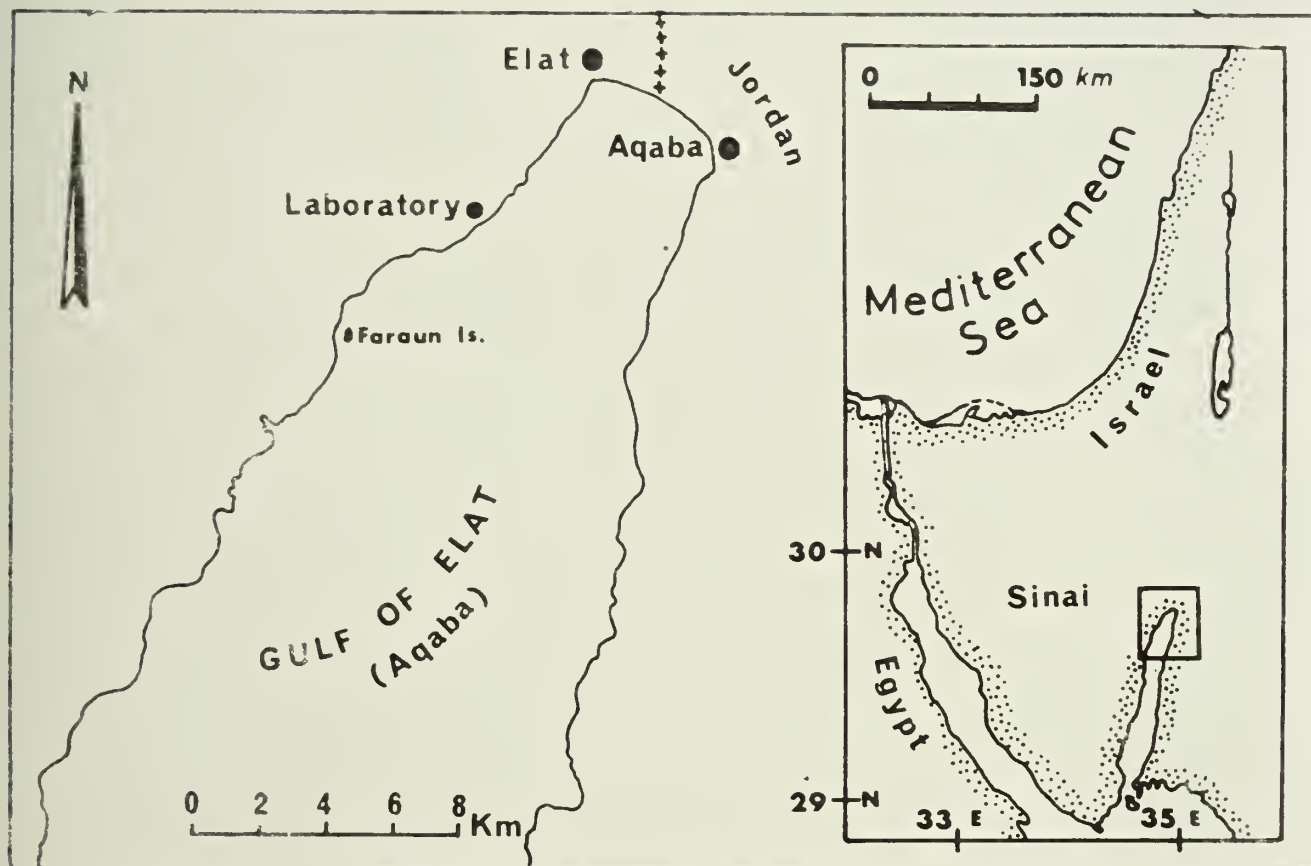 N
Elat
Jordan
Aqaba
Laboratory
Faraun Is.
GULF OF ELAT
(Aqaba)
0 2 4 6 8 Km
0 150 km
Mediterranean
Sea
Israel
30 N
Sinai
Egypt
29 N
33 E 35 E